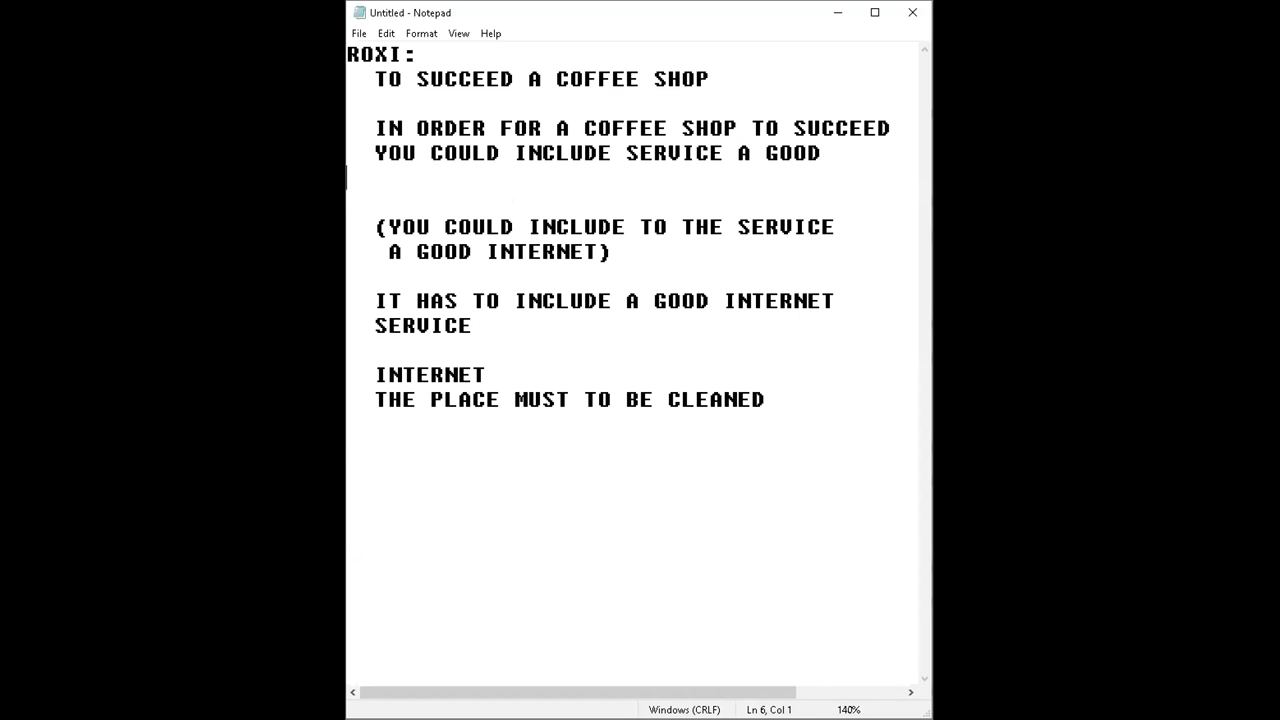 Untitled - Notepad
File Edit Format View Help
ROXI:
TO SUCCEED A COFFEE SHOP
IN ORDER FOR A COFFEE SHOP TO SUCCEED
YOU COULD INCLUDE SERVICE A GOOD
(YOU COULD INCLUDE TO THE SERVICE
A GOOD INTERNET)
IT HAS TO INCLUDE A GOOD INTERNET
SERVICE
INTERNET
THE PLACE MUST TO BE CLEANED
Windows (CRLF) Ln 6, Col 1 140%